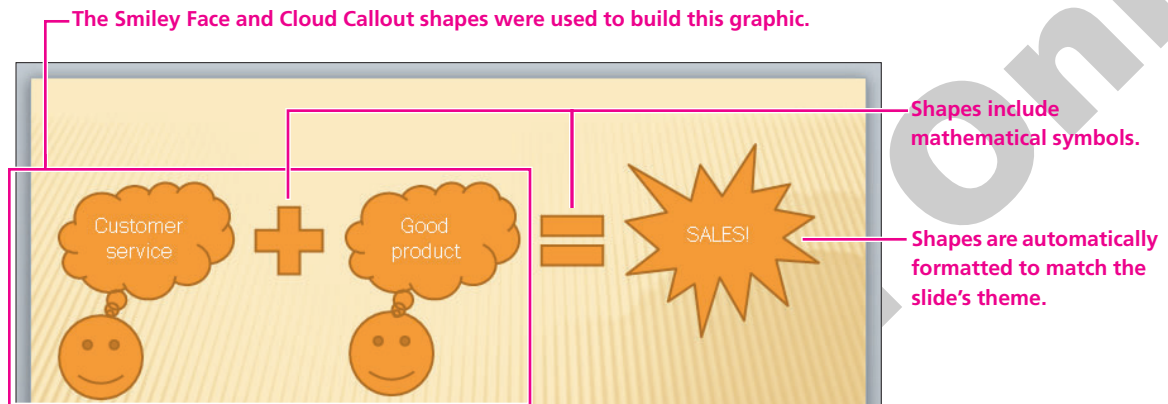 The Smiley Face and Cloud Callout shapes were used to build this graphic.
Shapes include
mathematical symbols.
Customer
service
Good
product
SALES!
Shapes are automatically
formatted to match the
slide's theme.